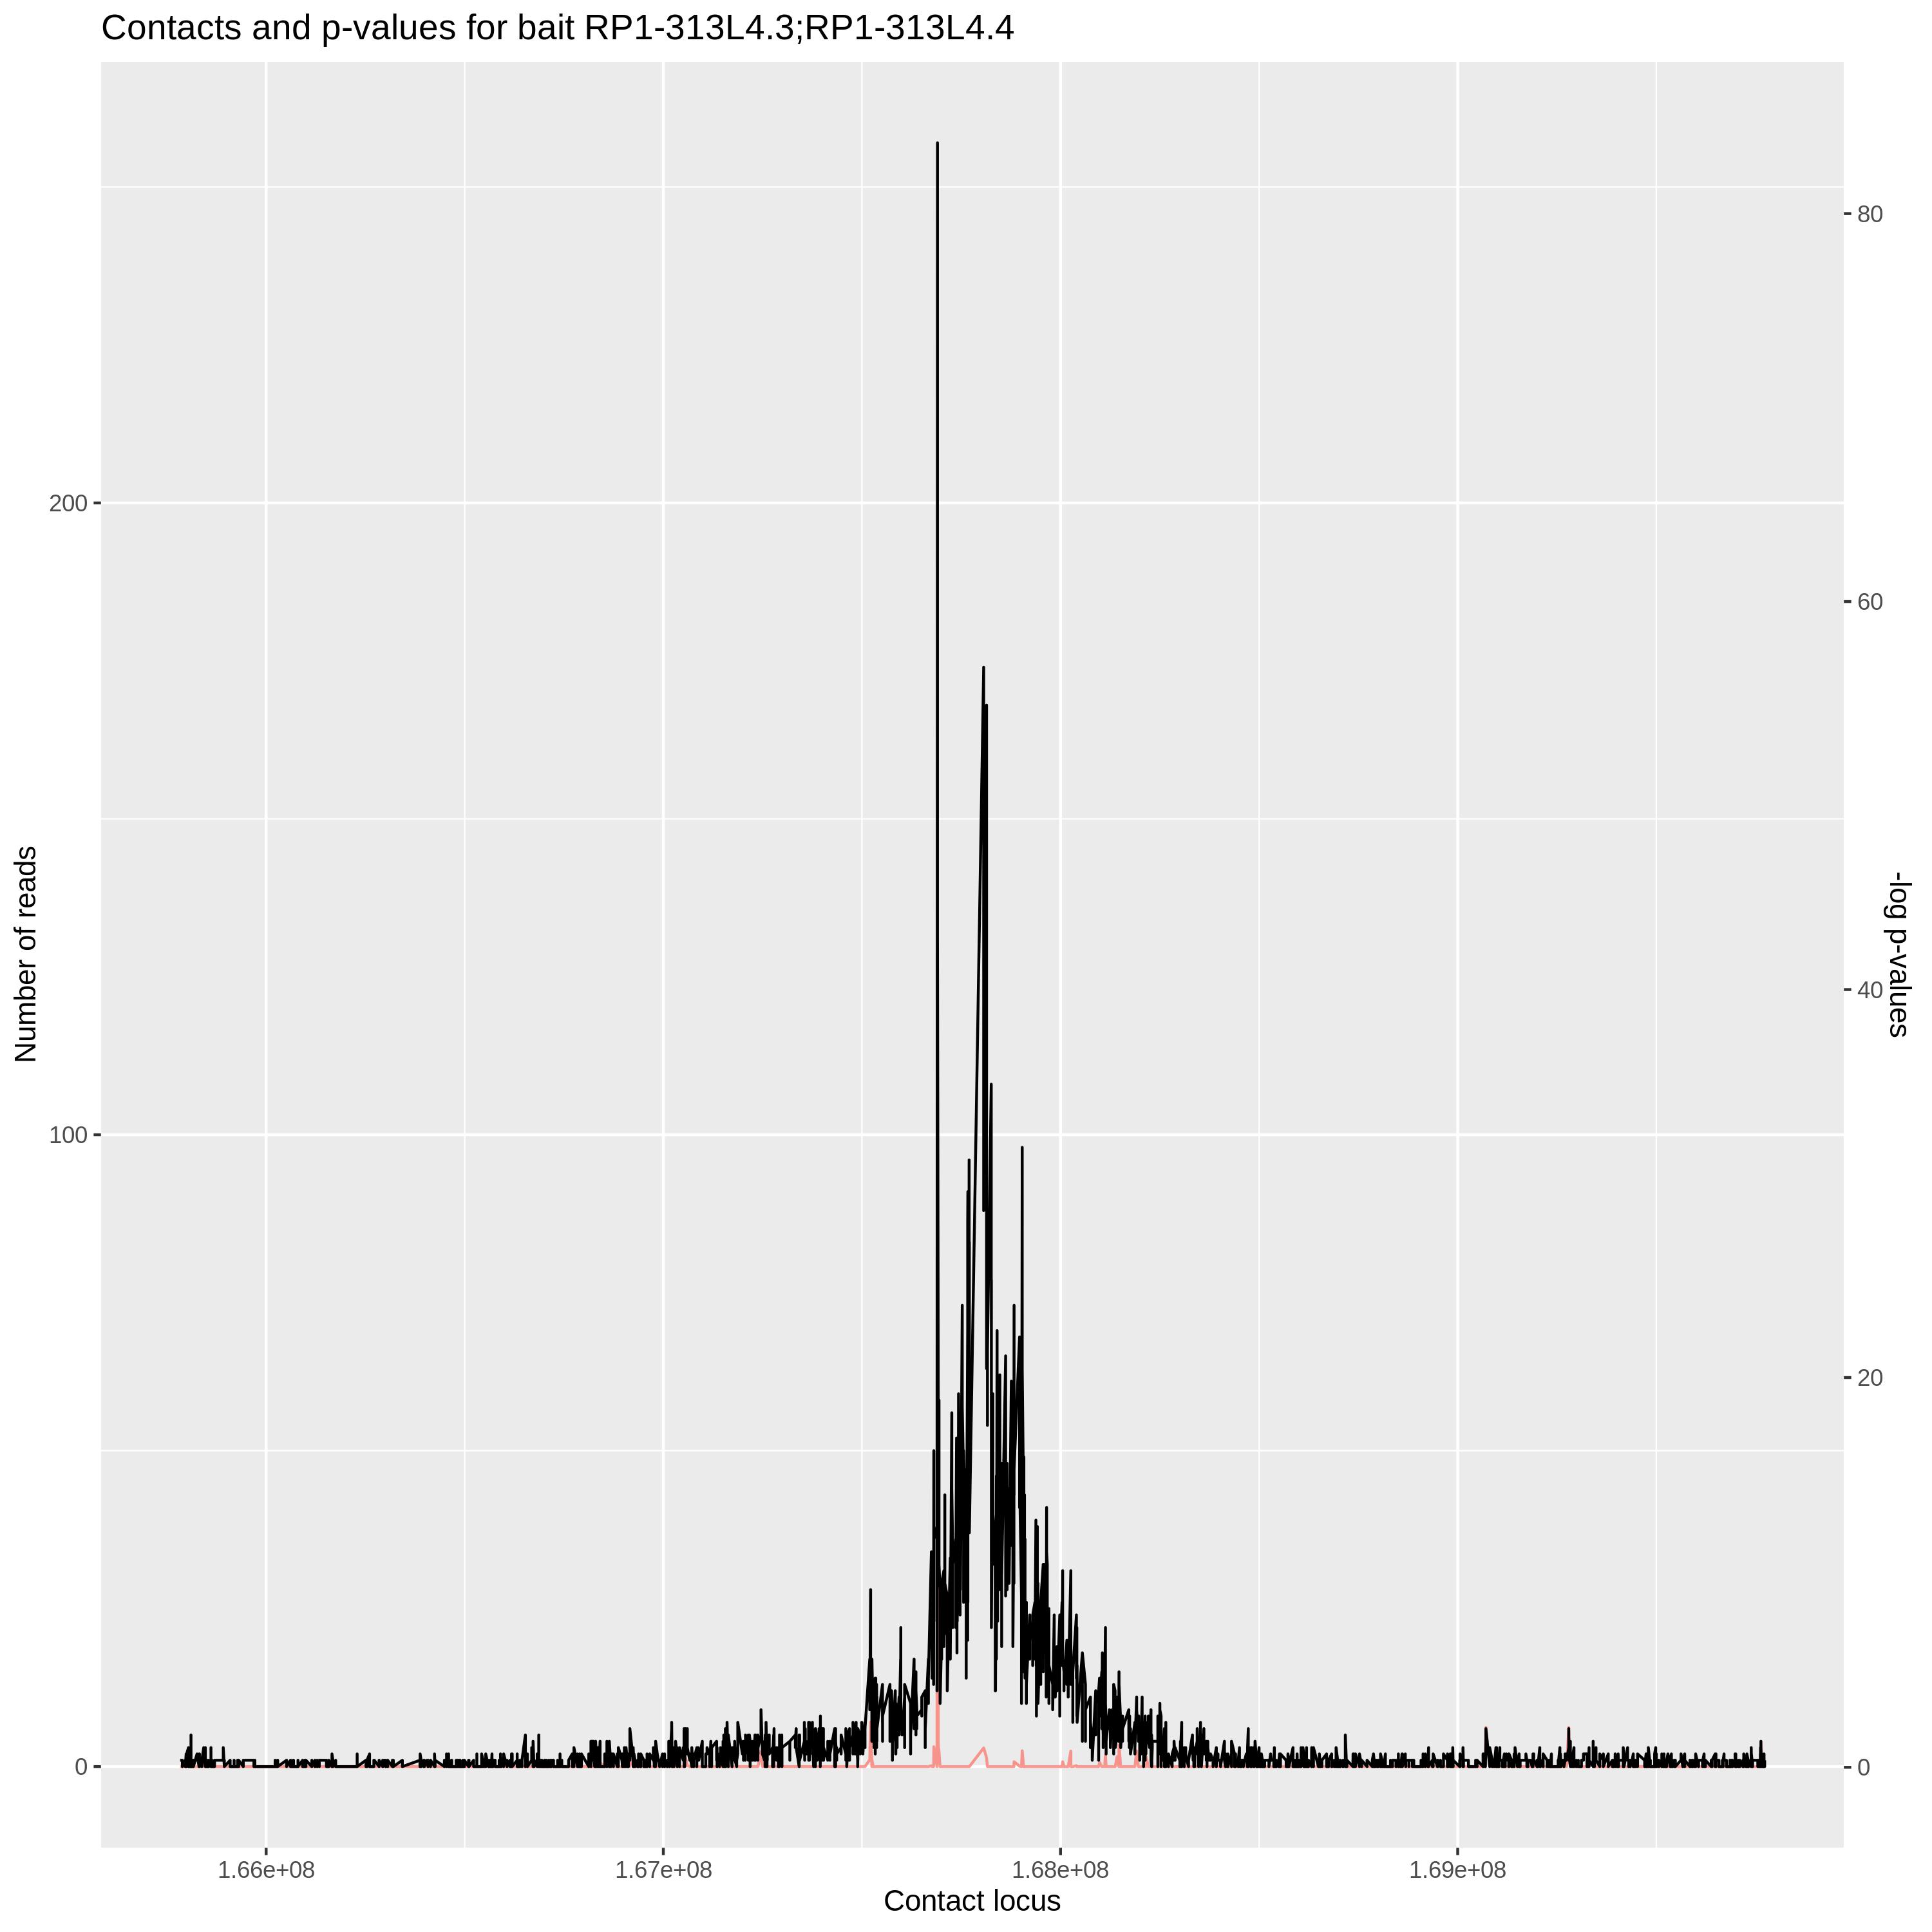 Contacts and p-values for bait RP1-313L4.3;RP1-313L4.4
80
200
60
Number of reads
-log p-values
40
100
20
0
0
1.66e+08
1.67e+08
1.68e+08
1.69e+08
Contact locus